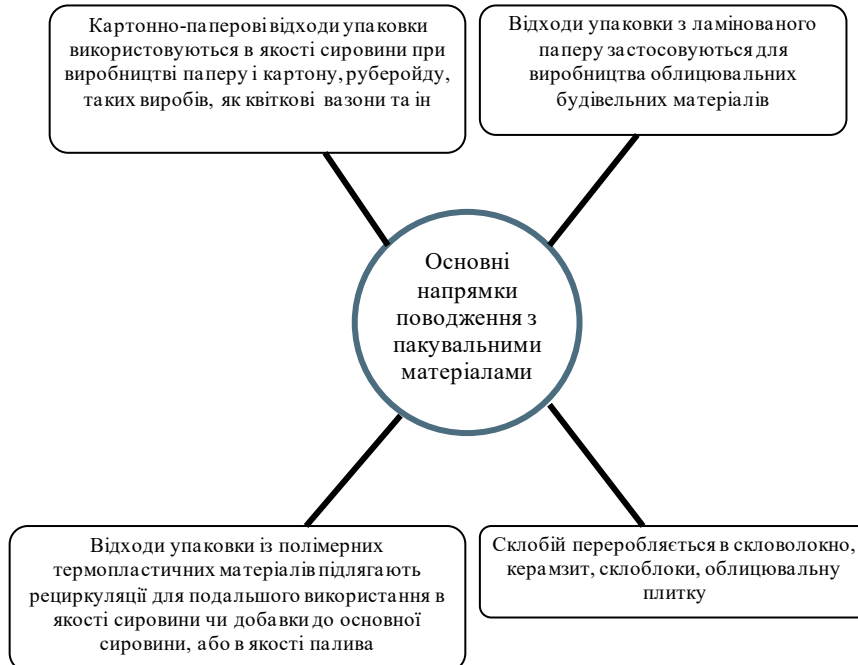 Картонно-паперові відходи упаковки
використовуються в якості сировини при
виробництві паперу і картону, руберойду,
таких виробів, як квіткові вазони та ін
Відходи упаковки з ламінованого
паперу застосовуються для
виробництва облицювальних
будівельних матеріалів
Основні
напрямки
поводження з
пакувальними
матеріалами
Відходи упаковки із полімерних
термопластичних матеріалів підлягають
рециркуляції для подальшого використання в
якості сировини чи добавки до основної
сировини, або в якості палива
Склобій переробляється в скловолокно,
керамзит, склоблоки, облицювальну
плитку